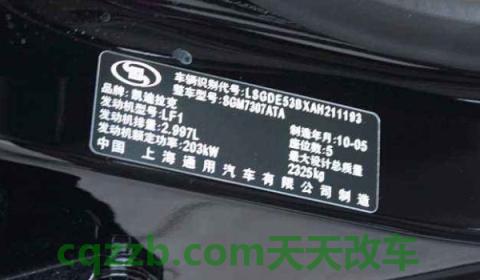 车辆识别代号:LSGDE53BXAH211193
整车型号:SGM7307ATA
品牌:凯迪拉克
发动机型号:LF1 制造年月:10-05
发动机排量:2.997L 座位数:5
发动机额定功率:203kW 最大设计总质量
2325kg
中国 上海通用汽车有限公司制造
cqzzb.com天天改车